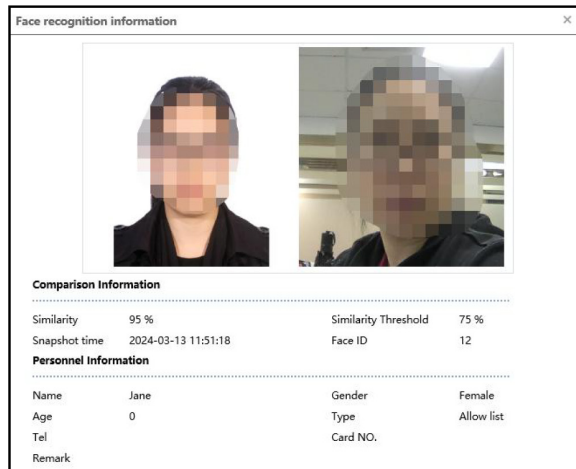 Face recognition information ×
Comparison Information
Similarity 95 % Similarity Threshold 75 %
Snapshot time 2024-03-13 11:51:18 Face ID 12
Personnel Information
Name Jane Gender Female
Age 0 Type Allow list
Tel Card NO.
Remark